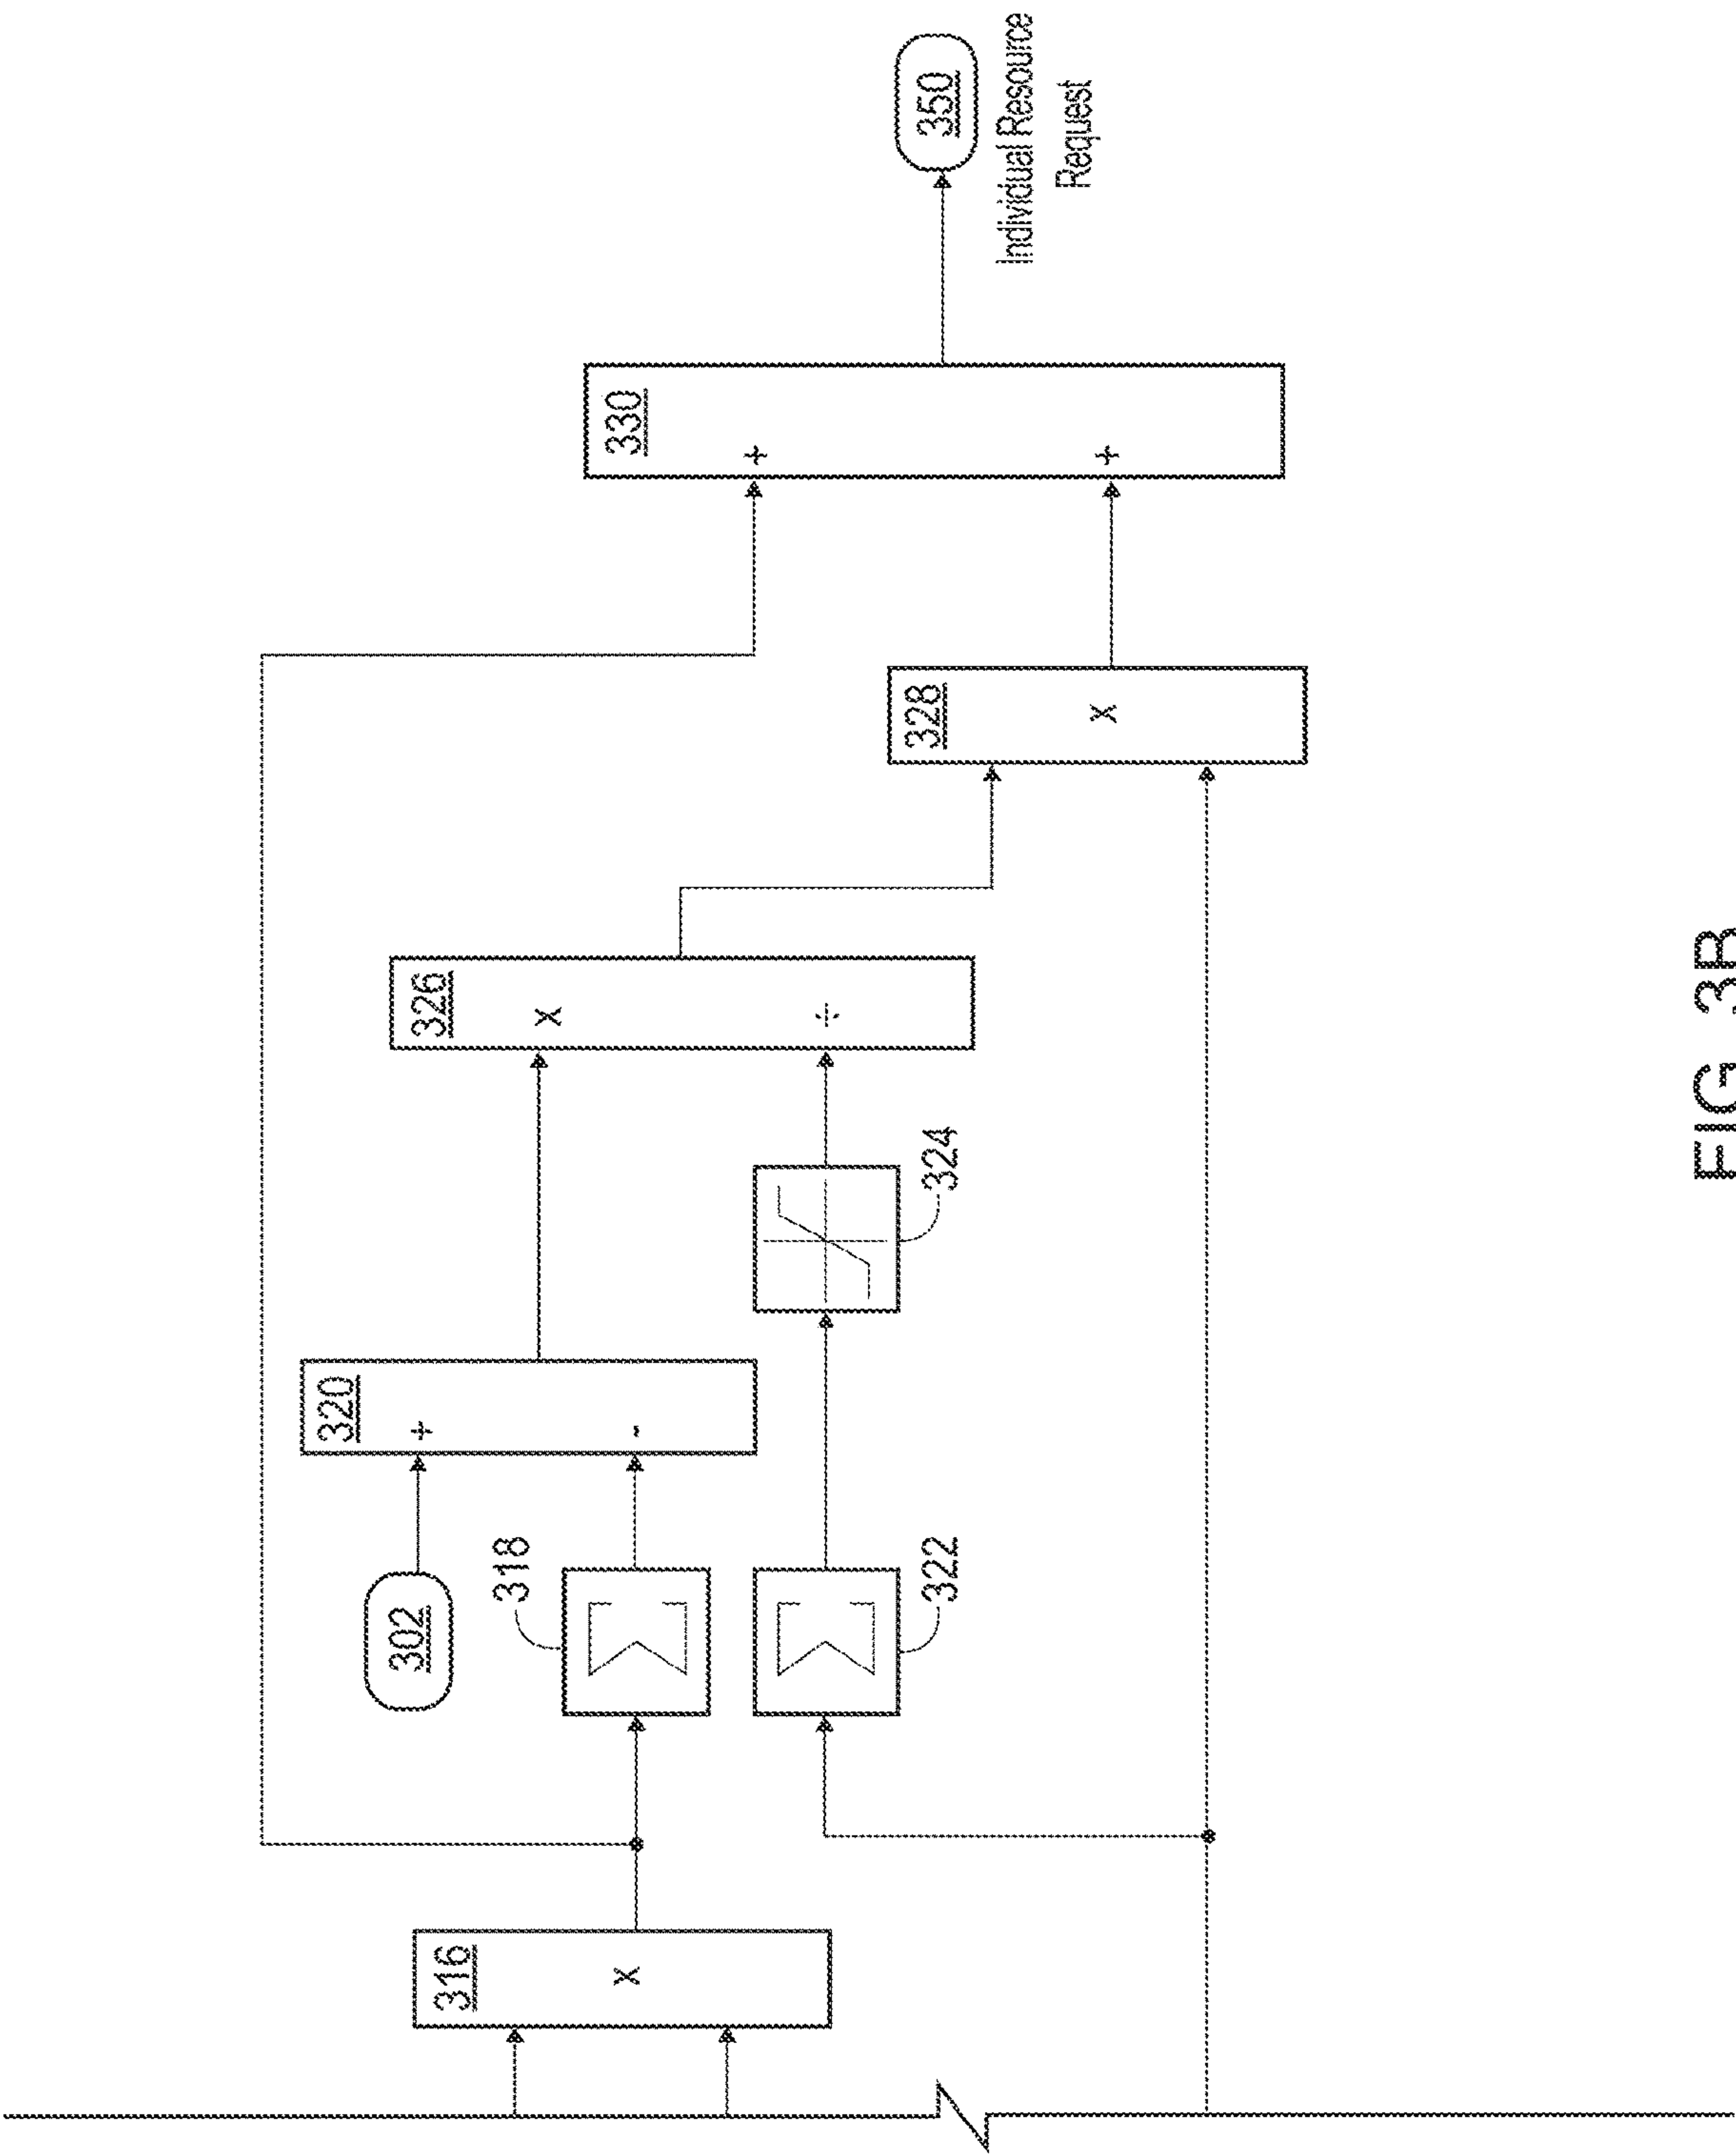 316
X
302
318
322
320
+
-
324
326
X
÷
328
X
330
+
+
350
Individual Resource
Request
FIG. 3B